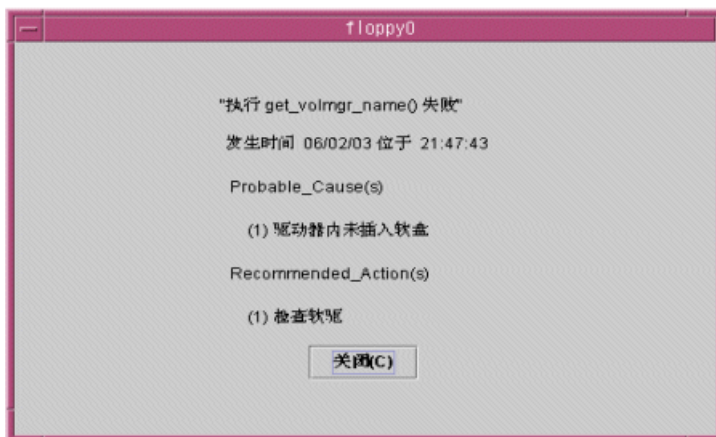 floppy0
"执行 get_volmgr_name() 失败"
发生时间 06/02/03 位于 21:47:43
Probable_Cause(s)
(1) 驱动器内未插入软盘
Recommended_Action(s)
(1) 检查软驱
关闭(C)